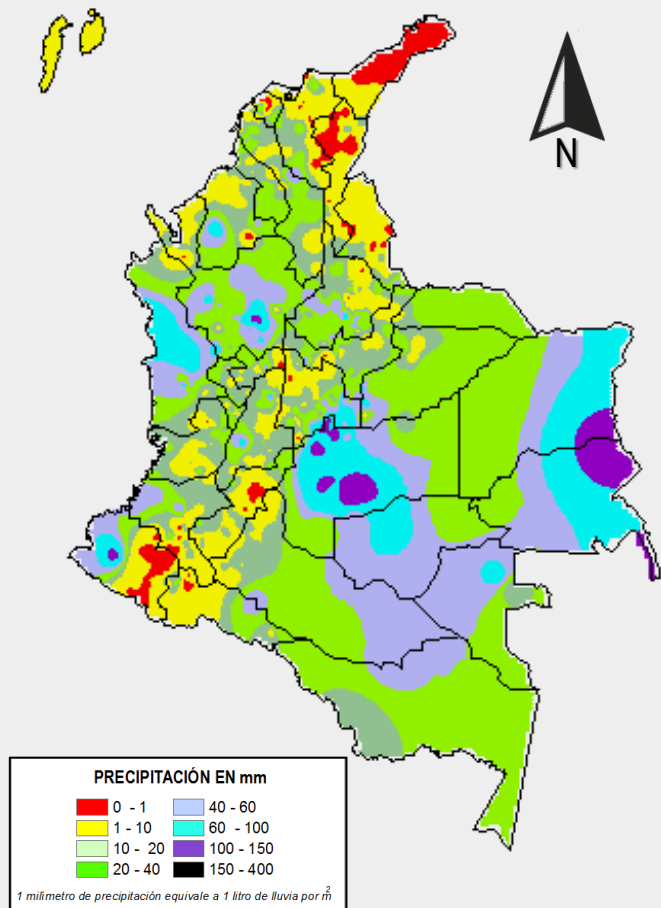 N
PRECIPITACIÓN EN mm
0 - 1
1 - 10
10 - 20
20 - 40
40 - 60
60 - 100
100 - 150
150 - 400
1 milimetro de precipitación equivale a 1 litro de lluvia por m²